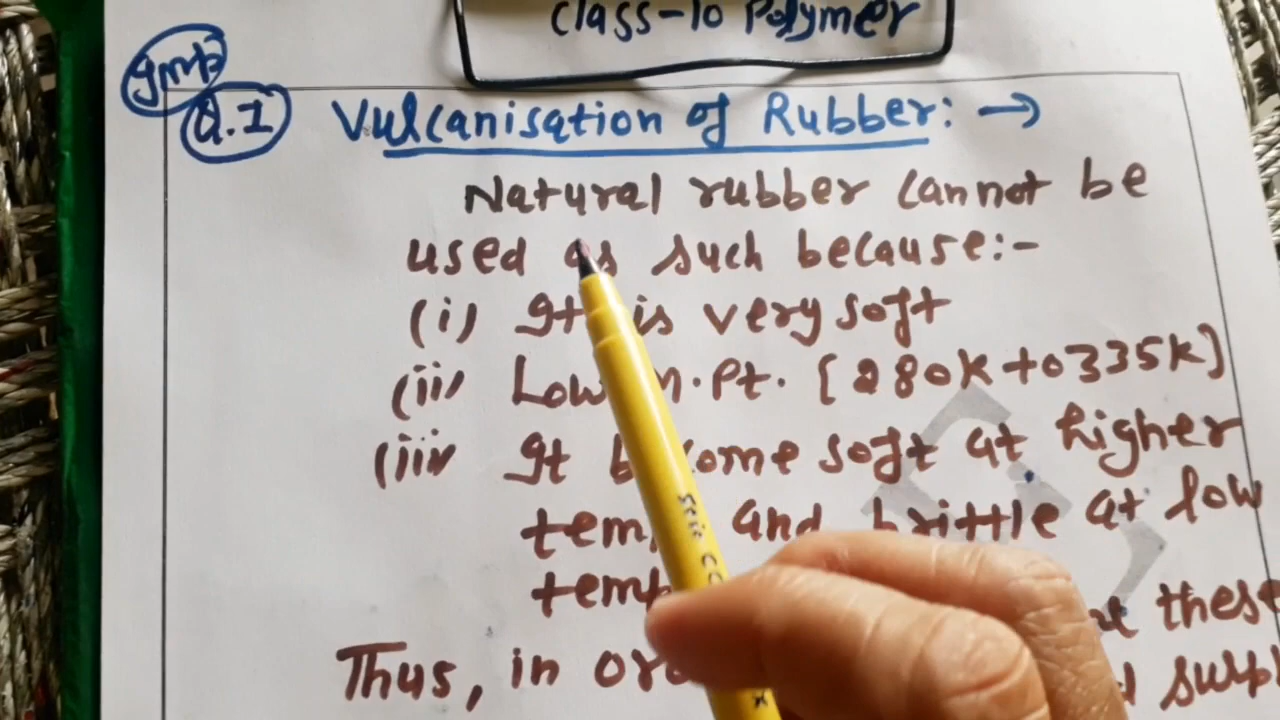 Class-10 Polymer
Imp
Q.1 Vulcanisation of Rubber: →
Natural rubber cannot be
used as such because:-
(i) It is very soft
(ii) Low m.Pt. [280K to 335K]
(iii) It become soft at higher
temp and brittle at low
temp these
Thus, in